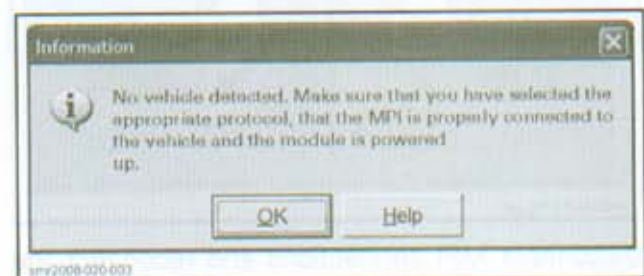 Information
No vehicle detected. Make sure that you have selected the
appropriate protocol, that the MPI is properly connected to
the vehicle and the module is powered
up.
OK
Help
smr2008-020-003